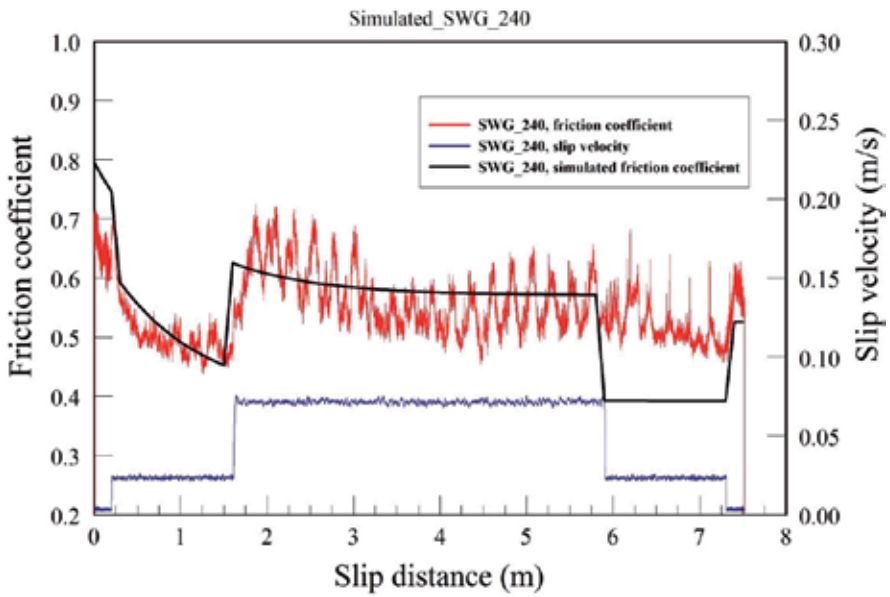 Simulated_SWG_240
1.0
0.9
0.8
0.7
0.6
0.5
0.4
0.3
0.2
Friction coefficient
0.30
0.25
0.20
0.15
0.10
0.05
0.00
Slip velocity (m/s)
SWG_240, friction coefficient
SWG_240, slip velocity
SWG_240, simulated friction coefficient
0 1 2 3 4 5 6 7 8
Slip distance (m)